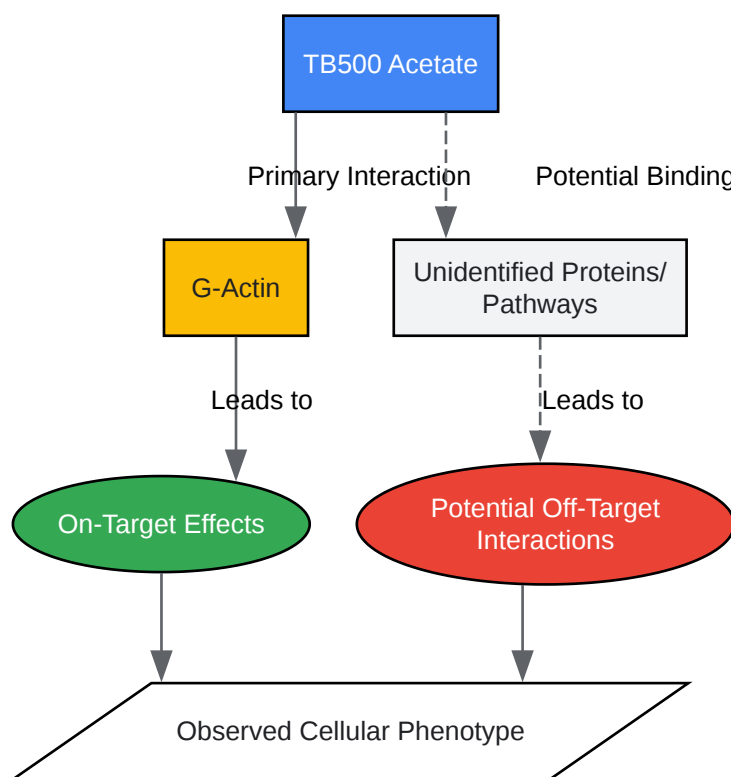 TB500 Acetate
Primary Interaction
Potential Binding
G-Actin
Unidentified Proteins/
Pathways
Leads to
Leads to
On-Target Effects
Potential Off-Target
Interactions
Observed Cellular Phenotype